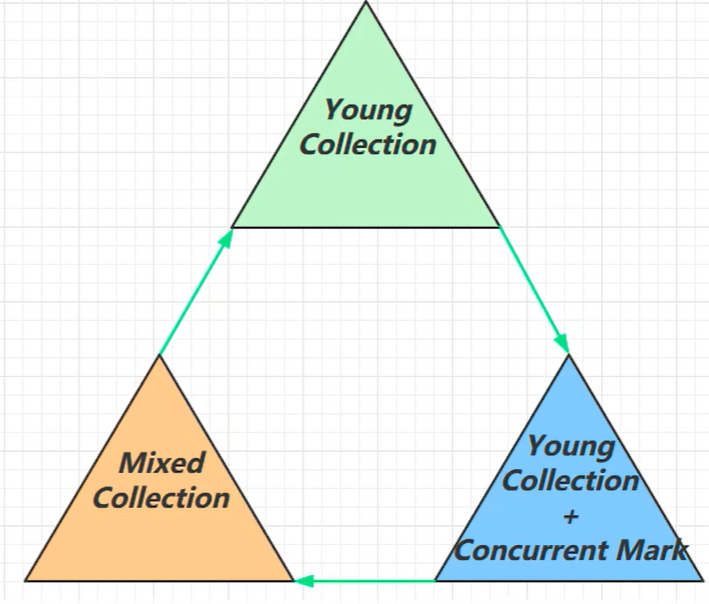 Young
Collection
Mixed
Collection
Young
Collection
+
Concurrent Mark